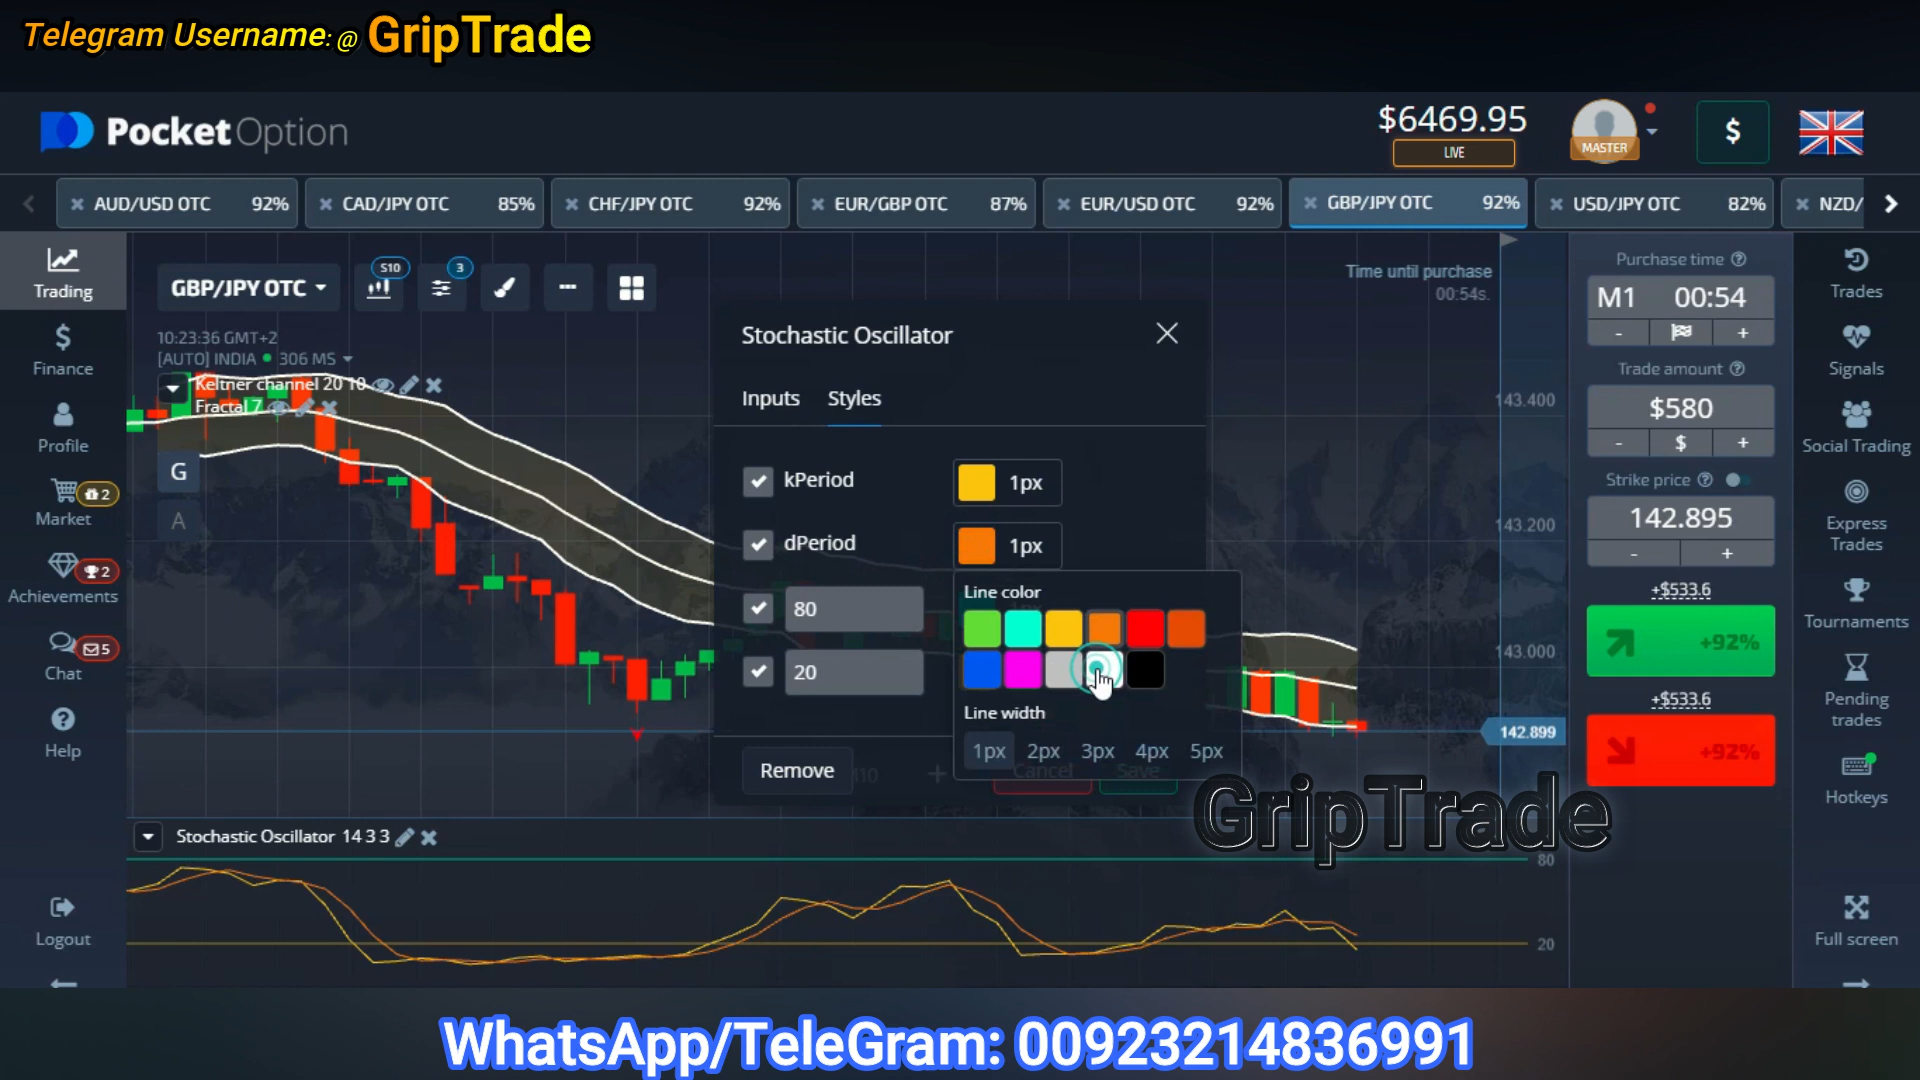 Telegram Username: @ GripTrade
PocketOption
$6469.95
LIVE
MASTER
$
AUD/USD OTC 92%
CAD/JPY OTC 85%
CHF/JPY OTC 92%
EUR/GBP OTC 87%
EUR/USD OTC 92%
GBP/JPY OTC 92%
USD/JPY OTC 82%
NZD/
Trading
Finance
Profile
Market
2
Achievements
2
Chat
5
Help
Logout
GBP/JPY OTC
S10
3
10:23:36 GMT+2
[AUTO] INDIA 306 MS
Keltner channel 20 10
Fractal 7
G
A
Time until purchase
00:54s.
143.400
143.200
143.000
142.899
Stochastic Oscillator
Inputs
Styles
kPeriod
1px
dPeriod
1px
80
20
Line color
Line width
1px 2px 3px 4px 5px
Remove
Cancel
Save
GripTrade
Stochastic Oscillator 14 3 3
80
20
Purchase time
M1 00:54
- +
Trade amount
$580
- $ +
Strike price
142.895
- +
+$533.6
+92%
+$533.6
+92%
Trades
Signals
Social Trading
Express
Trades
Tournaments
Pending
trades
Hotkeys
Full screen
WhatsApp/TeleGram: 00923214836991